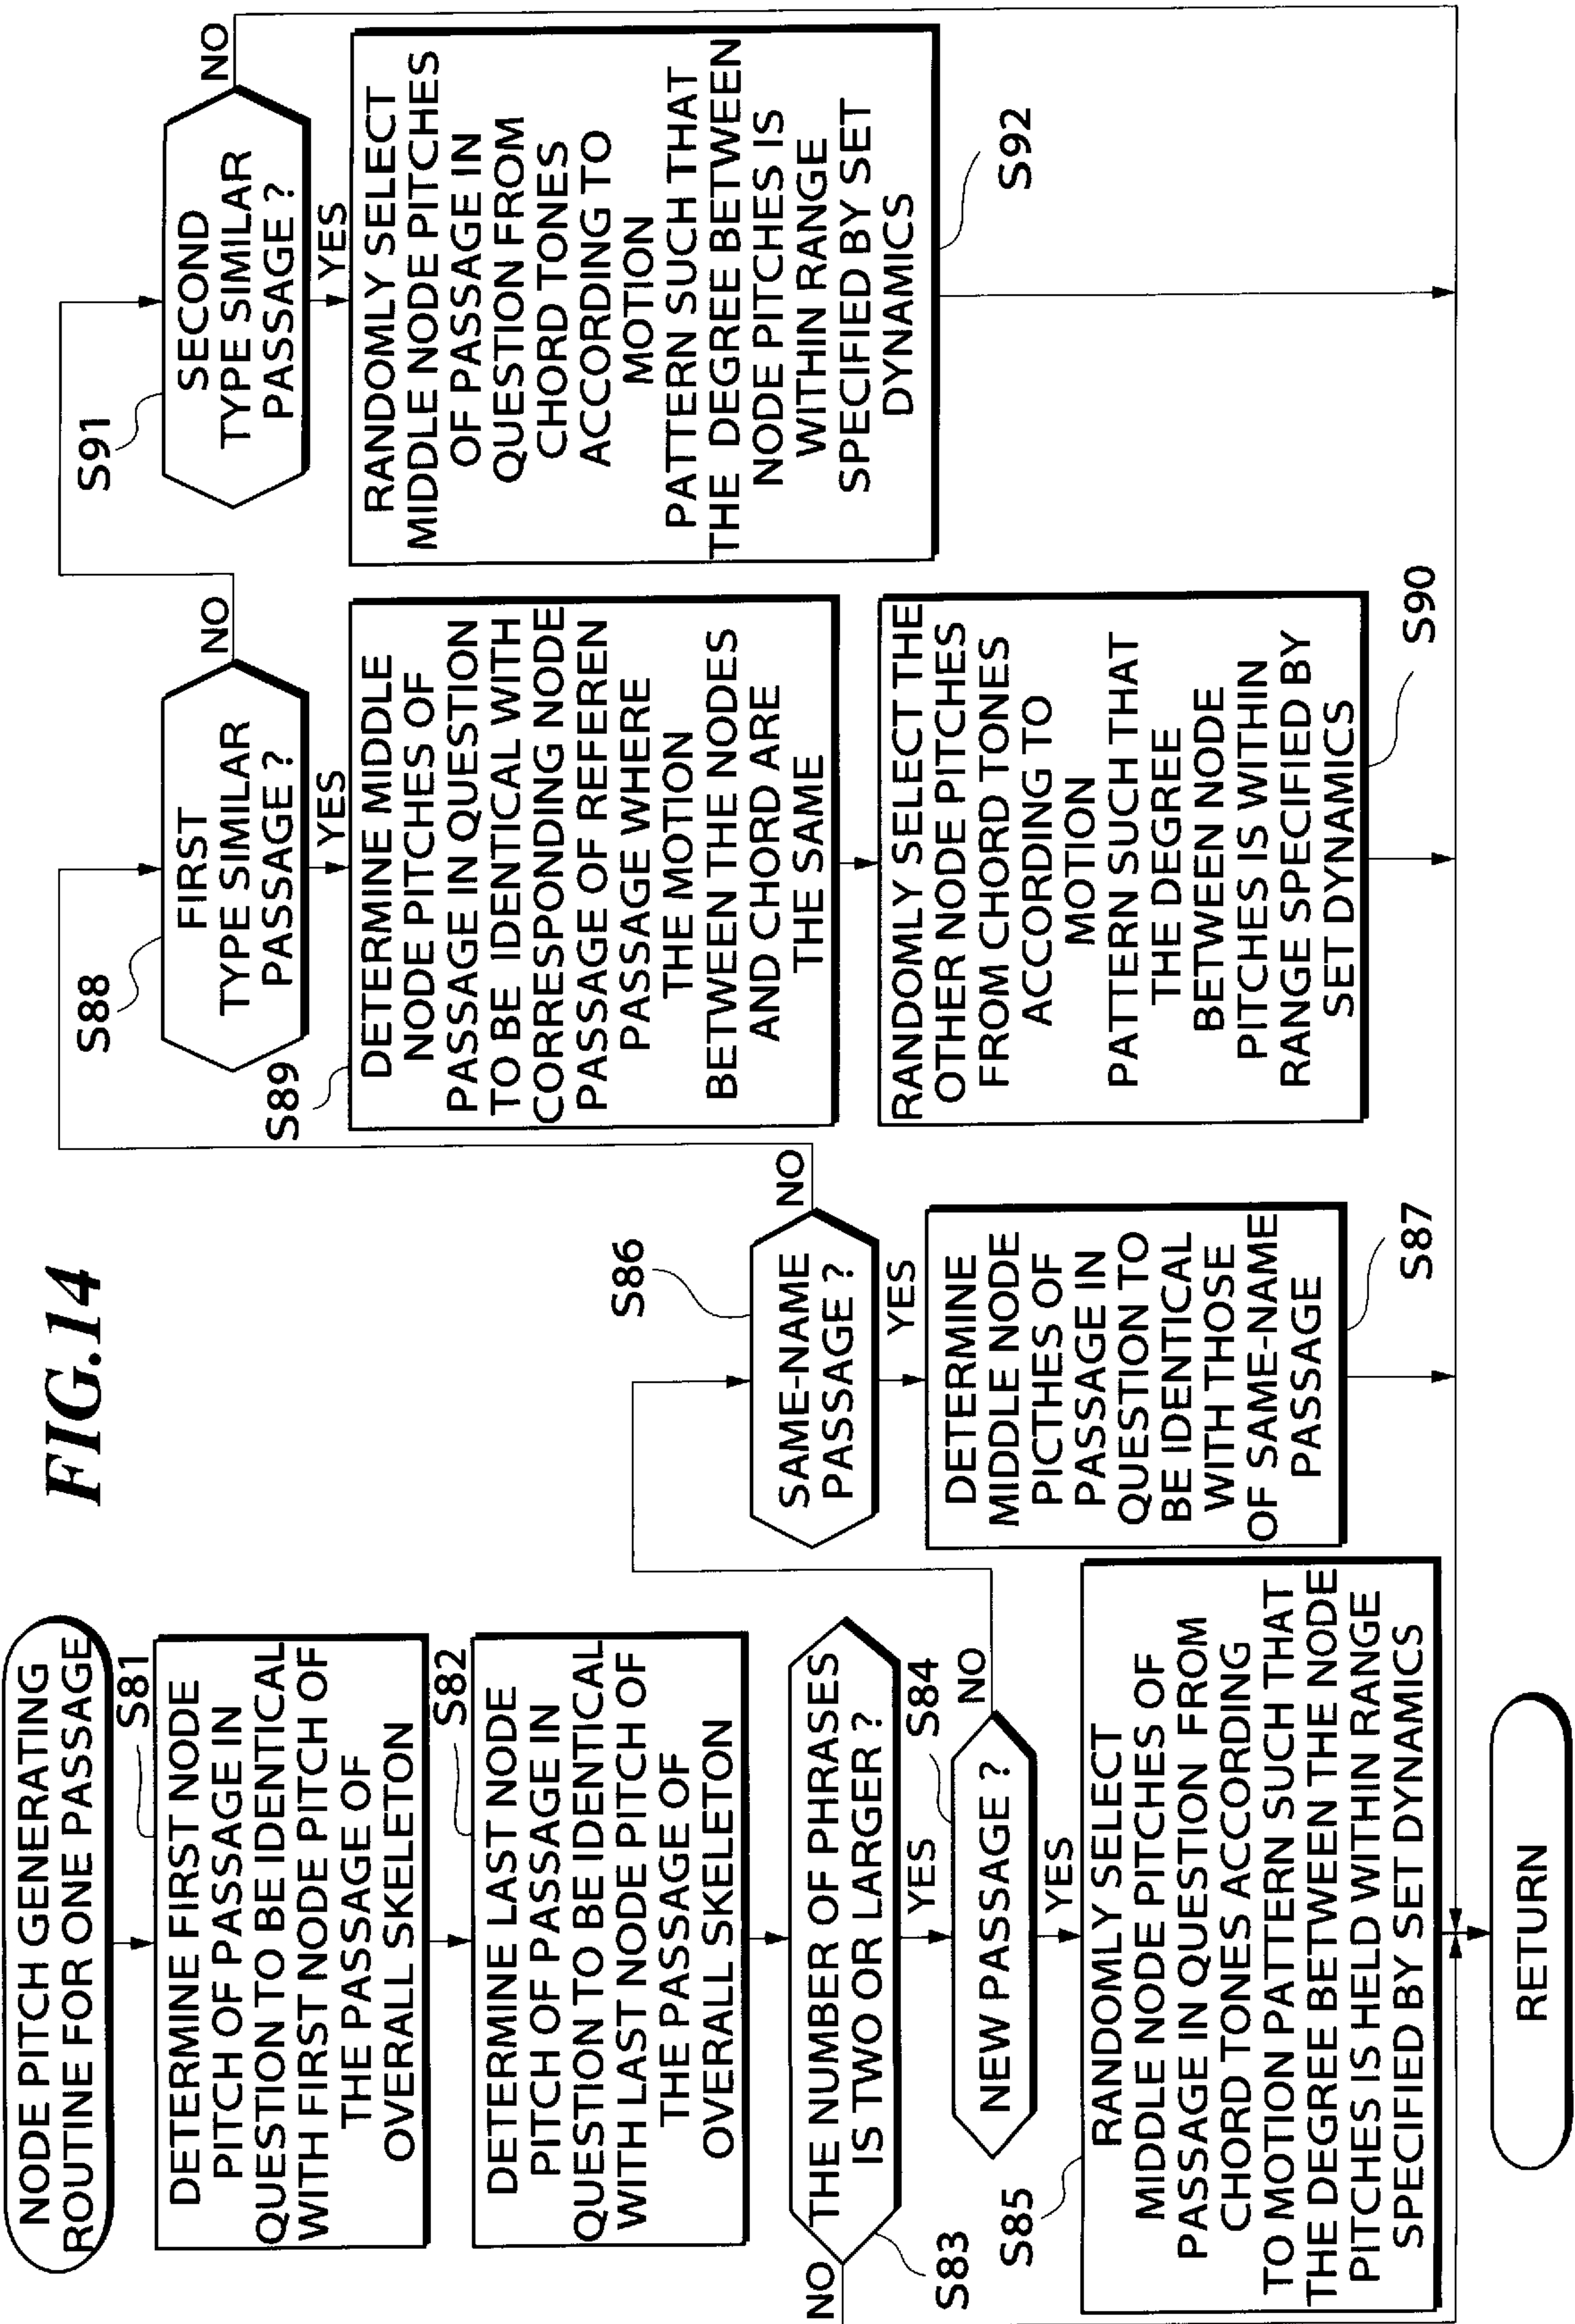 FIG.14
NODE PITCH GENERATING
ROUTINE FOR ONE PASSAGE
S81
DETERMINE FIRST NODE
PITCH OF PASSAGE IN
QUESTION TO BE IDENTICAL
WITH FIRST NODE PITCH OF
THE PASSAGE OF
OVERALL SKELETON
S82
DETERMINE LAST NODE
PITCH OF PASSAGE IN
QUESTION TO BE IDENTICAL
WITH LAST NODE PITCH OF
THE PASSAGE OF
OVERALL SKELETON
THE NUMBER OF PHRASES
IS TWO OR LARGER ?
NO
S83
YES
S84
NEW PASSAGE ?
NO
YES
S85
RANDOMLY SELECT
MIDDLE NODE PITCHES OF
PASSAGE IN QUESTION FROM
CHORD TONES ACCORDING
TO MOTION PATTERN SUCH THAT
THE DEGREE BETWEEN THE NODE
PITCHES IS HELD WITHIN RANGE
SPECIFIED BY SET DYNAMICS
RETURN
S86
SAME-NAME
PASSAGE ?
NO
YES
DETERMINE
MIDDLE NODE
PICTHES OF
PASSAGE IN
QUESTION TO
BE IDENTICAL
WITH THOSE
OF SAME-NAME
PASSAGE
S87
S88
FIRST
TYPE SIMILAR
PASSAGE ?
NO
YES
S89
DETERMINE MIDDLE
NODE PITCHES OF
PASSAGE IN QUESTION
TO BE IDENTICAL WITH
CORRESPONDING NODE
PASSAGE OF REFEREN
PASSAGE WHERE
THE MOTION
BETWEEN THE NODES
AND CHORD ARE
THE SAME
RANDOMLY SELECT THE
OTHER NODE PITCHES
FROM CHORD TONES
ACCORDING TO
MOTION
PATTERN SUCH THAT
THE DEGREE
BETWEEN NODE
PITCHES IS WITHIN
RANGE SPECIFIED BY
SET DYNAMICS
S90
S91
SECOND
TYPE SIMILAR
PASSAGE ?
NO
YES
RANDOMLY SELECT
MIDDLE NODE PITCHES
OF PASSAGE IN
QUESTION FROM
CHORD TONES
ACCORDING TO
MOTION
PATTERN SUCH THAT
THE DEGREE BETWEEN
NODE PITCHES IS
WITHIN RANGE
SPECIFIED BY SET
DYNAMICS
S92